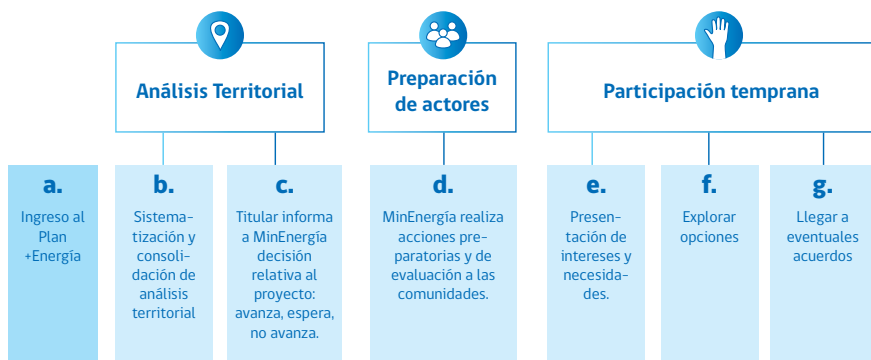 Análisis Territorial
Preparación
de actores
Participación temprana
a.
Ingreso al
Plan
+Energía
b.
Sistema-
tización y
consoli-
dación de
análisis
territorial
c.
Titular informa
a MinEnergía
decisión
relativa al
proyecto:
avanza, espera,
no avanza.
d.
MinEnergía realiza
acciones pre-
paratorias y de
evaluación a las
comunidades.
e.
Presen-
tación de
intereses y
necesida-
des.
f.
Explorar
opciones
g.
Llegar a
eventuales
acuerdos